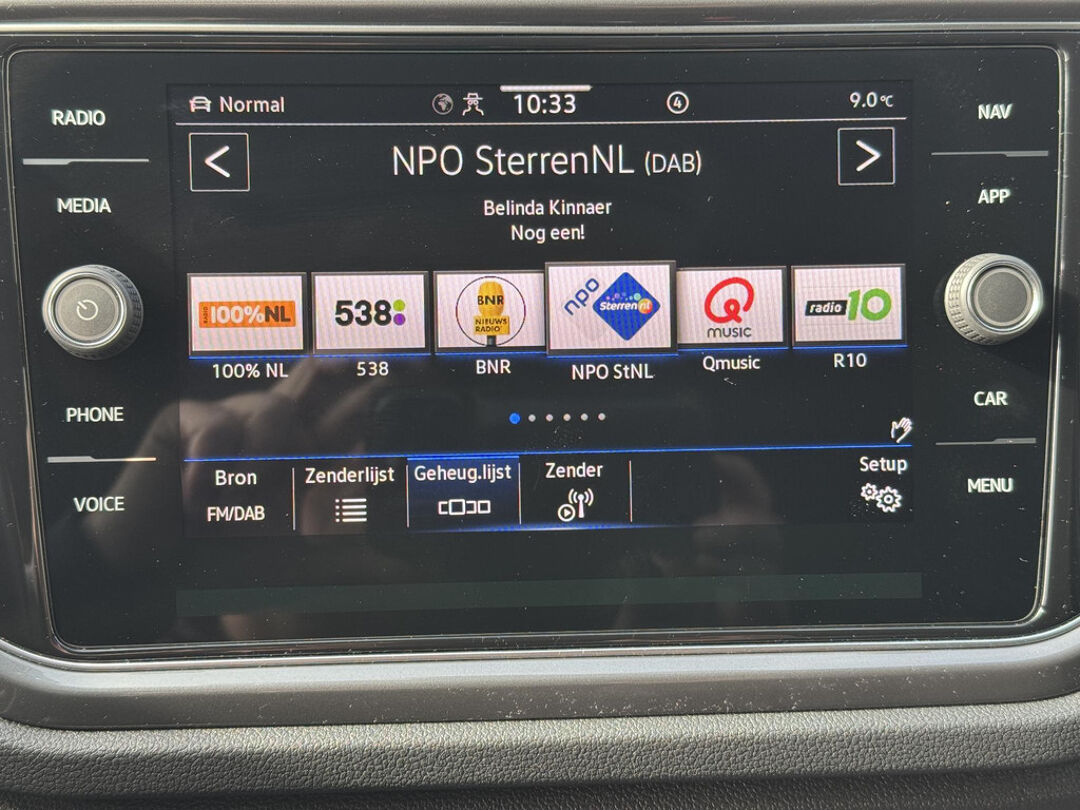 RADIO
MEDIA
PHONE
VOICE
NAV
APP
CAR
MENU
Normal
10:33
4
9.0°C
< NPO SterrenNL (DAB) >
Belinda Kinnaer
Nog een!
RADIO 100%NL
538
BNR NIEUWS RADIO
npo Sterren nl
Q MUSIC
radio 10
100% NL
538
BNR
NPO StNL
Qmusic
R10
Bron
FM/DAB
Zenderlijst
Geheug.lijst
Zender
Setup